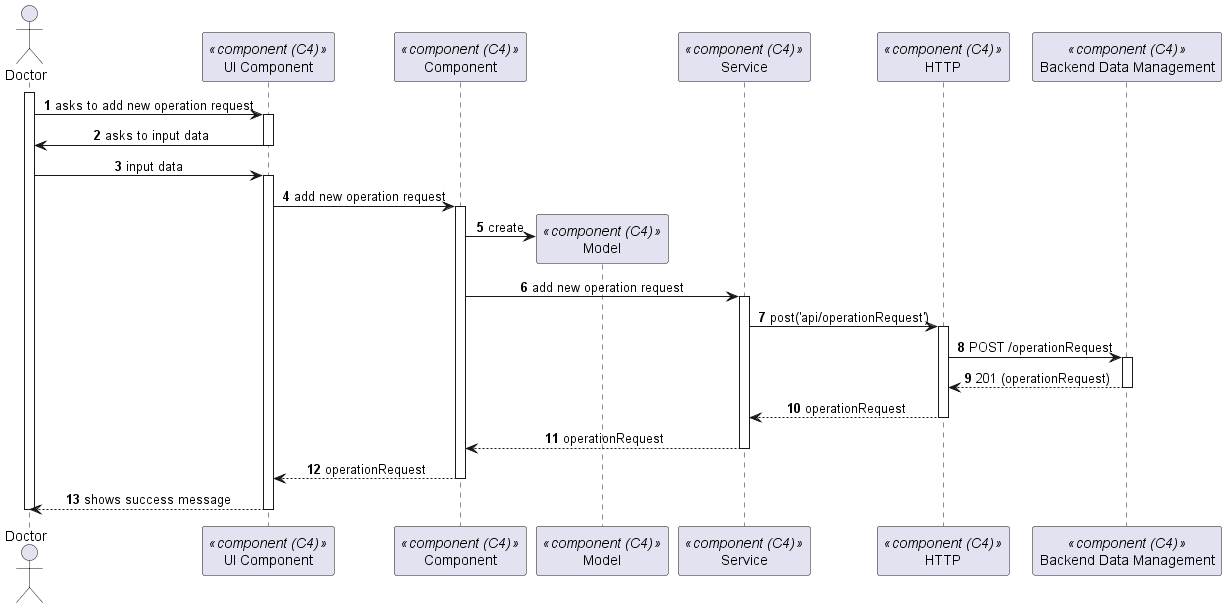 Doctor
«component (C4)»
UI Component
«component (C4)»
Component
«component (C4)»
Service
«component (C4)»
HTTP
«component (C4)»
Backend Data Management
1 asks to add new operation request
2 asks to input data
3 input data
4 add new operation request
5 create
«component (C4)»
Model
6 add new operation request
7 post('api/operationRequest')
8 POST /operationRequest
9 201 (operationRequest)
10 operationRequest
11 operationRequest
12 operationRequest
13 shows success message
Doctor
«component (C4)»
UI Component
«component (C4)»
Component
«component (C4)»
Model
«component (C4)»
Service
«component (C4)»
HTTP
«component (C4)»
Backend Data Management